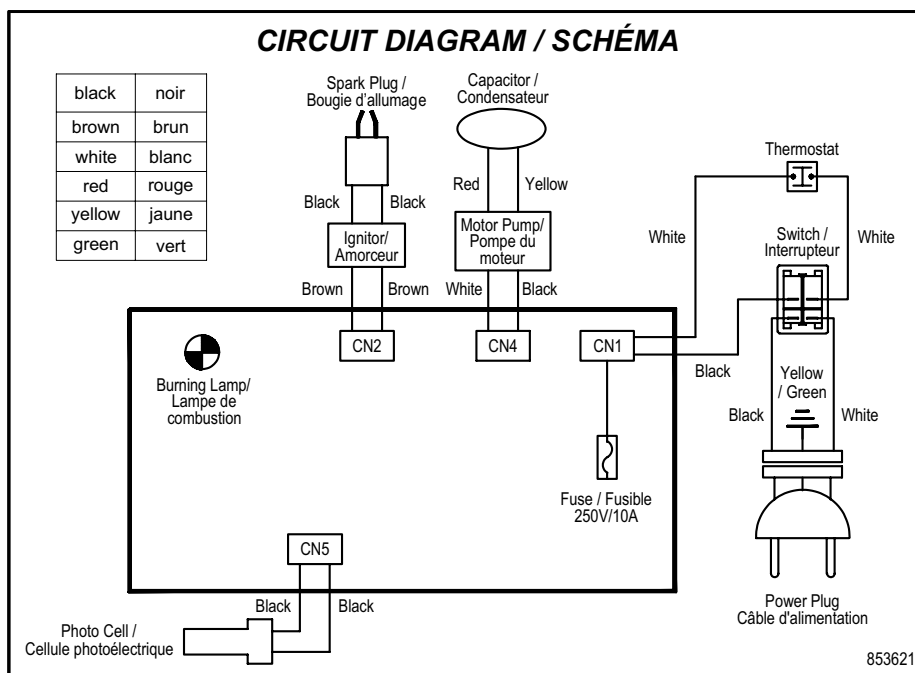 CIRCUIT DIAGRAM / SCHÉMA
black noir
brown brun
white blanc
red rouge
yellow jaune
green vert
Spark Plug /
Bougie d'allumage
Black Black
Ignitor/
Amorceur
Brown Brown
CN2
Capacitor /
Condensateur
Red Yellow
Motor Pump/
Pompe du
moteur
White Black
CN4
Thermostat
White
White
Switch /
Interrupteur
CN1
Black
Yellow
/ Green
Black White
Burning Lamp/
Lampe de
combustion
Fuse / Fusible
250V/10A
CN5
Black Black
Photo Cell /
Cellule photoélectrique
Power Plug
Câble d'alimentation
853621